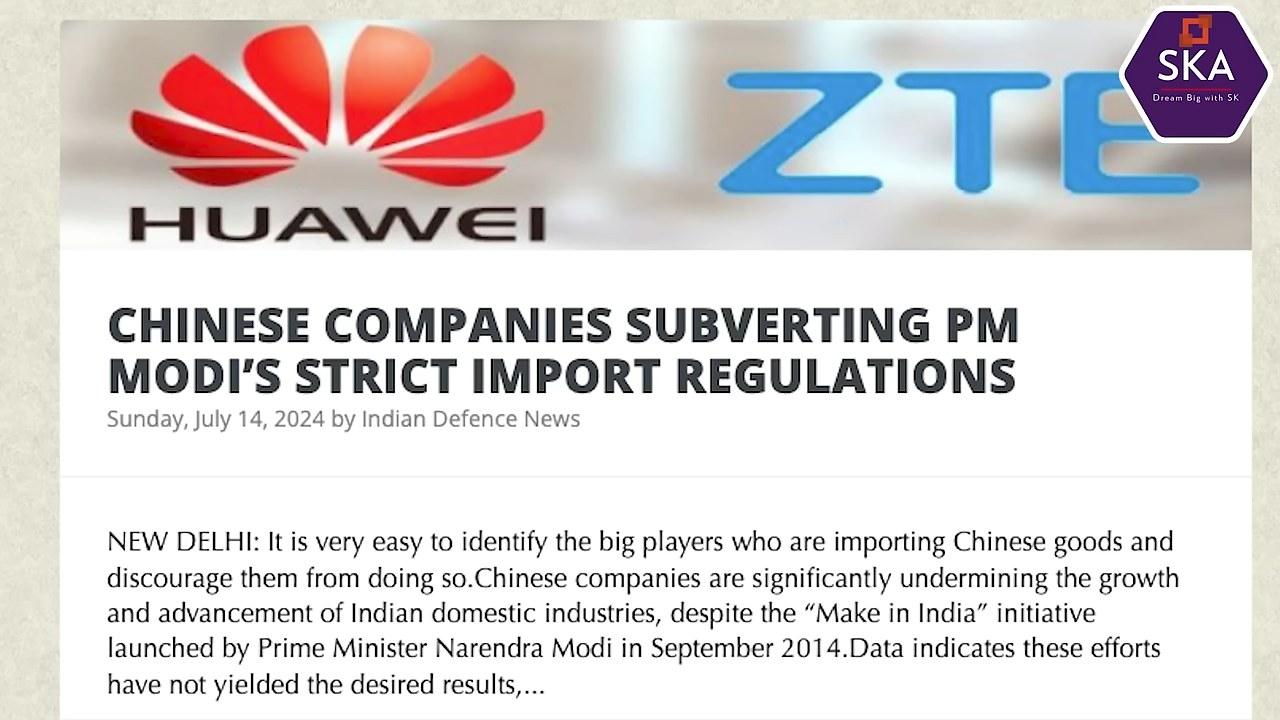 HUAWEI
ZTE
SKA
Dream Big with SK
CHINESE COMPANIES SUBVERTING PM
MODI’S STRICT IMPORT REGULATIONS
Sunday, July 14, 2024 by Indian Defence News
NEW DELHI: It is very easy to identify the big players who are importing Chinese goods and
discourage them from doing so.Chinese companies are significantly undermining the growth
and advancement of Indian domestic industries, despite the “Make in India” initiative
launched by Prime Minister Narendra Modi in September 2014.Data indicates these efforts
have not yielded the desired results,...